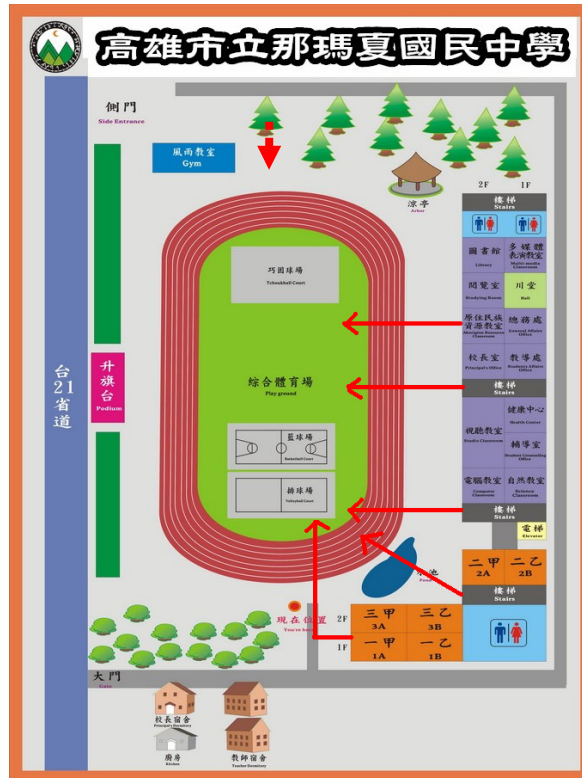 高雄市立那瑪夏國民中學
側門
Side Entrance
風雨教室
Gym
涼亭
Arbor
2F
1F
樓梯
Stairs
圖書館
Library
多媒體
表演教室
Multi-media
Classroom
閱覽室
Studying Room
川堂
Hall
原住民族
資源教室
Aborigine Resource
Classroom
總務處
General Affairs
Office
校長室
Principal's Office
教導處
Students Affairs
Office
樓梯
Stairs
視聽教室
Studio Classroom
健康中心
Health Center
輔導室
Student Counseling
Office
電腦教室
Computer
Classroom
自然教室
Science
Classroom
樓梯
Stairs
電梯
Elevator
二甲
2A
二乙
2B
樓梯
Stairs
巧固球場
Tchoukball Court
綜合體育場
Play ground
籃球場
Basketball Court
排球場
Volleyball Court
台21省道
升旗台
Podium
池
Pond
現在位置
You're here
2F
三甲
3A
三乙
3B
1F
一甲
1A
一乙
1B
大門
Gate
校長宿舍
Principal's Dormitory
廚房
Kitchen
教師宿舍
Teacher Dormitory